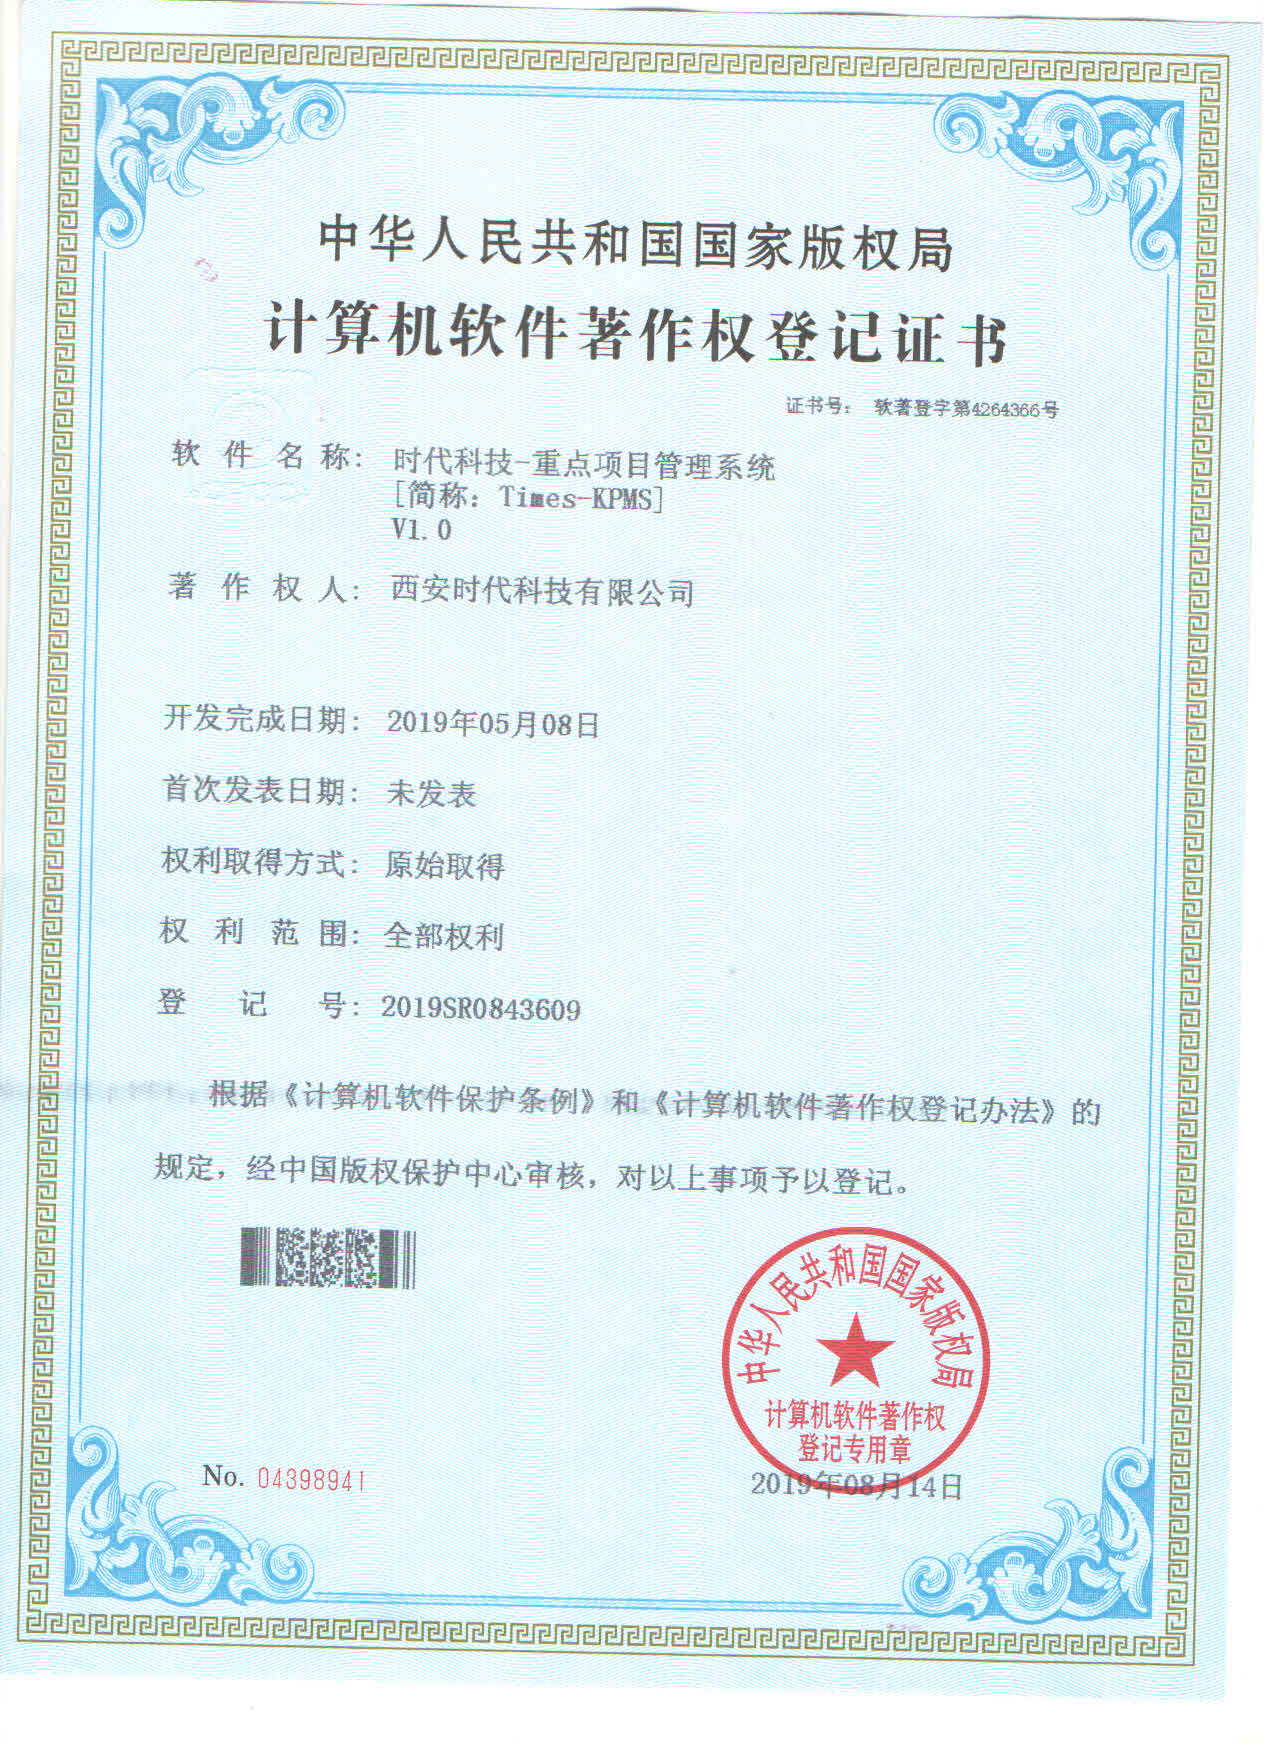 中华人民共和国国家版权局
计算机软件著作权登记证书
证书号： 软著登字第4264366号
软件名称： 时代科技-重点项目管理系统
[简称：Times-KPMS]
V1.0
著作权人： 西安时代科技有限公司
开发完成日期： 2019年05月08日
首次发表日期： 未发表
权利取得方式： 原始取得
权利范围： 全部权利
登记号： 2019SR0843609
根据《计算机软件保护条例》和《计算机软件著作权登记办法》的
规定，经中国版权保护中心审核，对以上事项予以登记。
中华人民共和国国家版权局
计算机软件著作权
登记专用章
No. 04398941
2019年08月14日